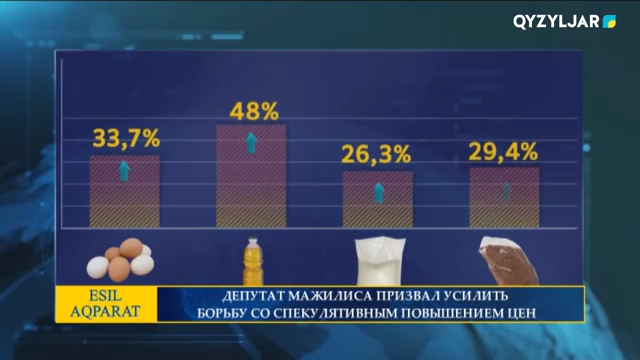 QYZYLJAR
48%
33,7%
26,3%
29,4%
ESIL
AQPARAT
ДЕПУТАТ МАЖИЛИСА ПРИЗВАЛ УСИЛИТЬ
БОРЬБУ СО СПЕКУЛЯТИВНЫМ ПОВЫШЕНИЕМ ЦЕН